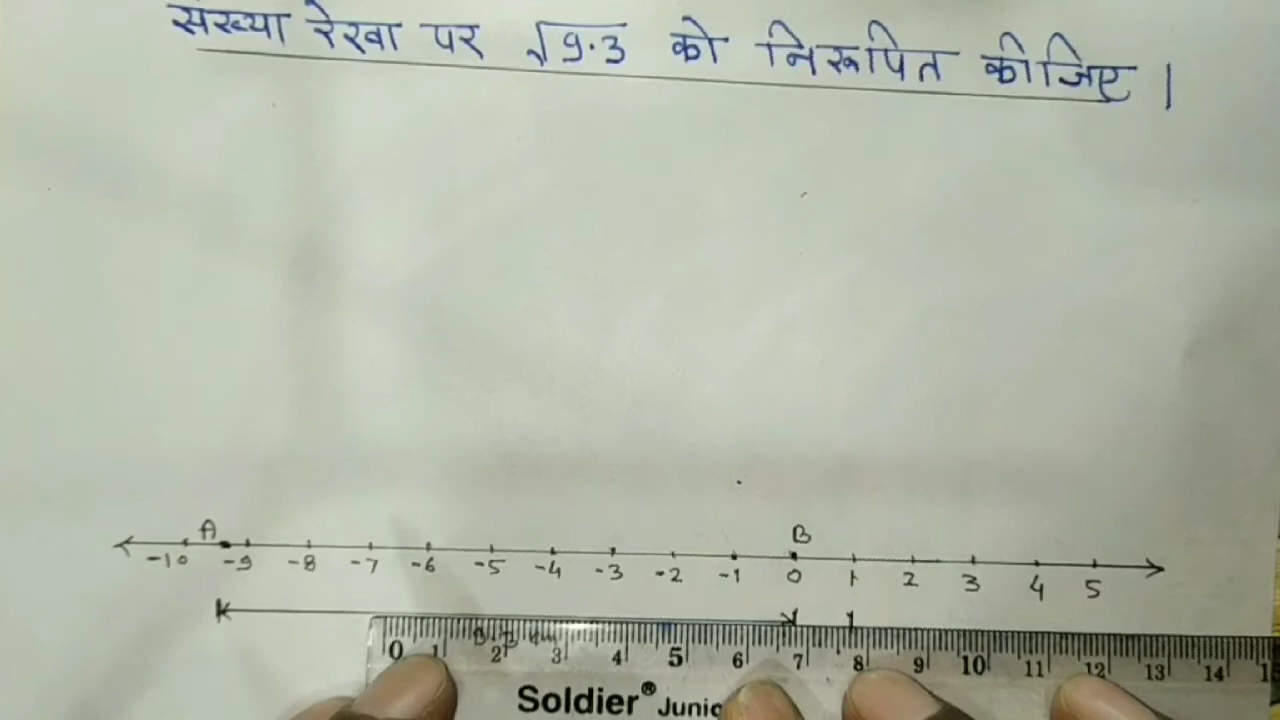 संख्या रेखा पर √9.3 को निरूपित कीजिए ।
A B
-10 -9 -8 -7 -6 -5 -4 -3 -2 -1 0 1 2 3 4 5
0 1 2 3 4 5 6 7 8 9 10 11 12 13 14
Soldier® Junio